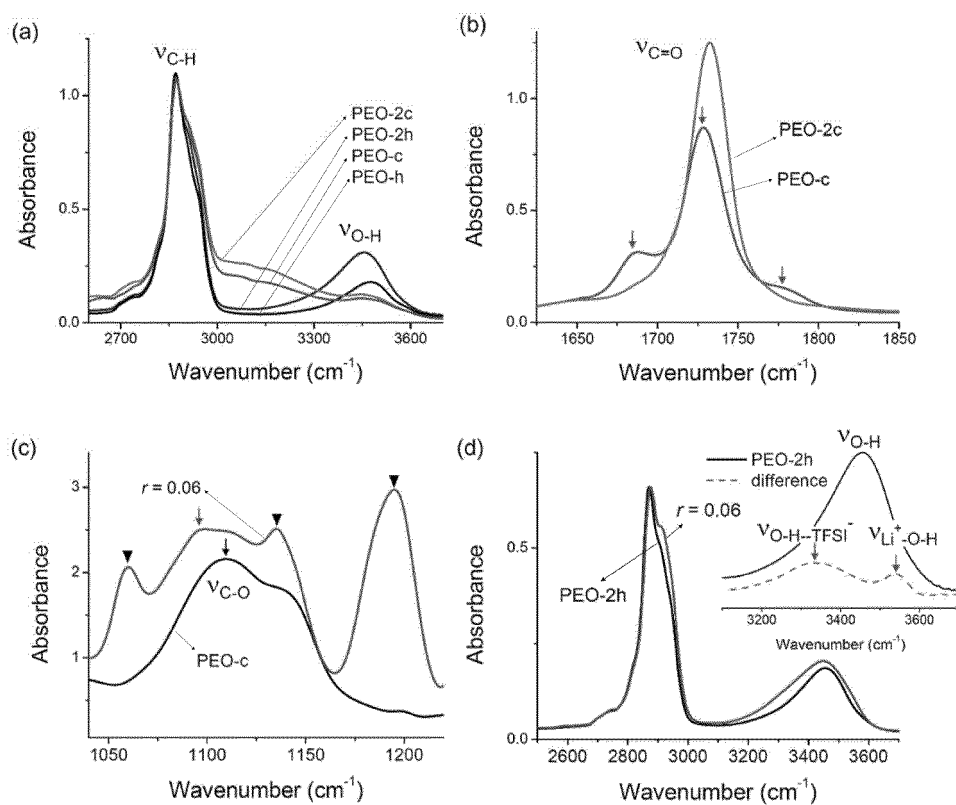 (a)
νC-H
1.0
PEO-2c
PEO-2h
PEO-c
PEO-h
0.5
νO-H
0.0
2700 3000 3300 3600
Absorbance
Wavenumber (cm-1)
(b)
νC=O
1.0
PEO-2c
PEO-c
0.5
0.0
1650 1700 1750 1800 1850
Absorbance
Wavenumber (cm-1)
(c)
3
r = 0.06
2
νC-O
1
PEO-c
1050 1100 1150 1200
Absorbance
Wavenumber (cm-1)
(d)
νO-H
PEO-2h
difference
r = 0.06
νO-H--TFSI-
νLi+-O-H
0.5
PEO-2h
3200 3400 3600
Wavenumber (cm-1)
0.0
2600 2800 3000 3200 3400 3600
Absorbance
Wavenumber (cm-1)